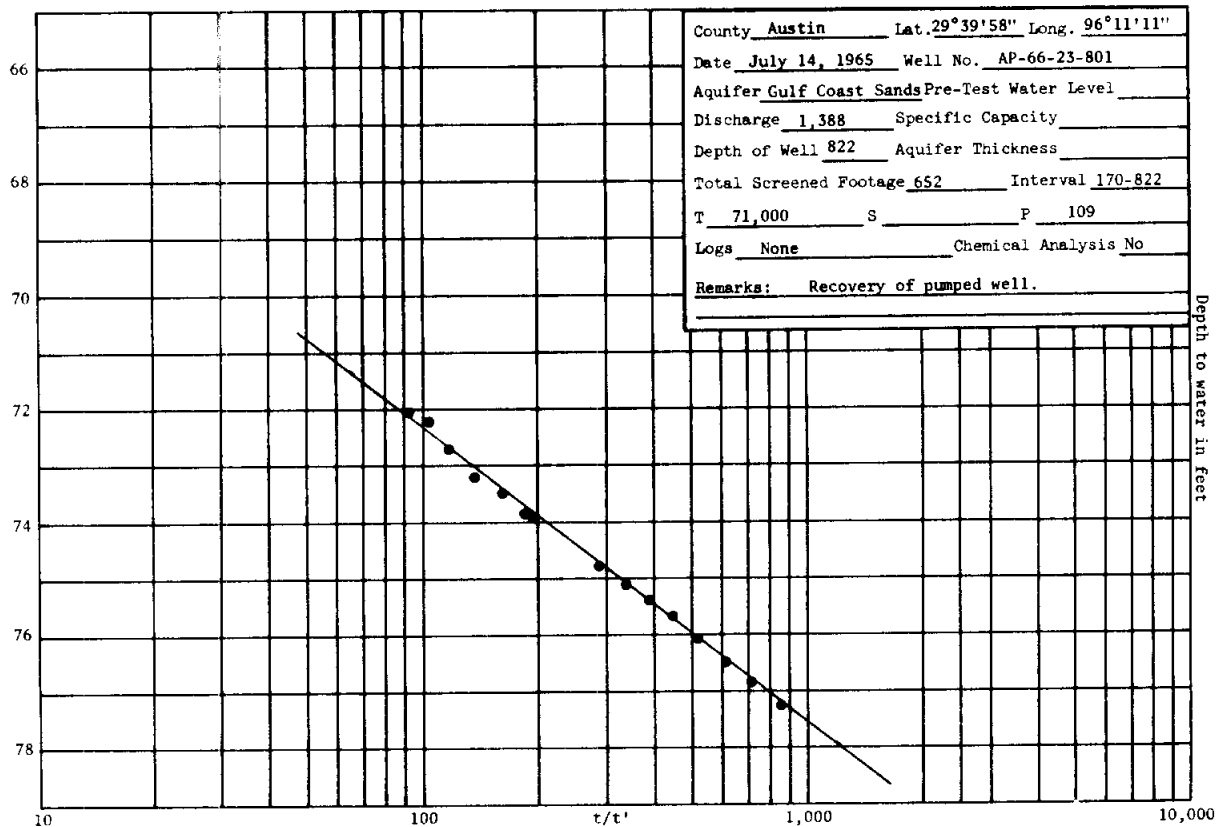 County Austin Lat. 29°39'58" Long. 96°11'11"
Date July 14, 1965 Well No. AP-66-23-801
Aquifer Gulf Coast Sands Pre-Test Water Level
Discharge 1,388 Specific Capacity
Depth of Well 822 Aquifer Thickness
Total Screened Footage 652 Interval 170-822
T 71,000 S P 109
Logs None Chemical Analysis No
Remarks: Recovery of pumped well.
66
68
70
72
74
76
78
Depth to water in feet
10 100 t/t' 1,000 10,000